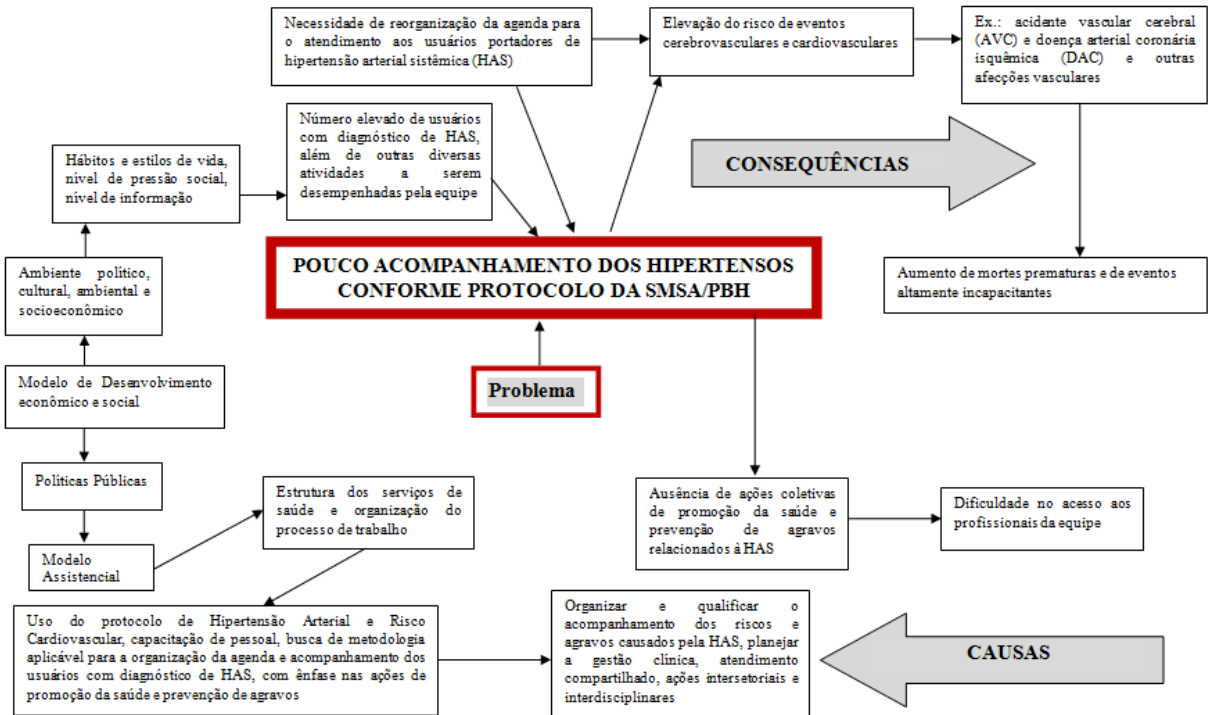 Necessidade de reorganização da agenda para
o atendimento aos usuários portadores de
hipertensão arterial sistêmica (HAS)
Elevação do risco de eventos
cerebrovasculares e cardiovasculares
Ex.: acidente vascular cerebral
(AVC) e doença arterial coronária
isquêmica (DAC) e outras
afecções vasculares
Número elevado de usuários
com diagnóstico de HAS,
além de outras diversas
atividades a serem
desempenhadas pela equipe
Hábitos e estilos de vida,
nível de pressão social,
nível de informação
CONSEQUÊNCIAS
POUCO ACOMPANHAMENTO DOS HIPERTENSOS
CONFORME PROTOCOLO DA SMSA/PBH
Ambiente político,
cultural, ambiental e
socioeconômico
Aumento de mortes prematuras e de eventos
altamente incapacitantes
Problema
Modelo de Desenvolvimento
econômico e social
Políticas Públicas
Estrutura dos serviços de
saúde e organização do
processo de trabalho
Ausência de ações coletivas
de promoção da saúde e
prevenção de agravos
relacionados à HAS
Dificuldade no acesso aos
profissionais da equipe
Modelo
Assistencial
Uso do protocolo de Hipertensão Arterial e Risco
Cardiovascular, capacitação de pessoal, busca de metodologia
aplicável para a organização da agenda e acompanhamento dos
usuários com diagnóstico de HAS, com ênfase nas ações de
promoção da saúde e prevenção de agravos
Organizar e qualificar o
acompanhamento dos riscos e
agravos causados pela HAS, planejar
a gestão clínica, atendimento
compartilhado, ações intersetoriais e
interdisciplinares
CAUSAS